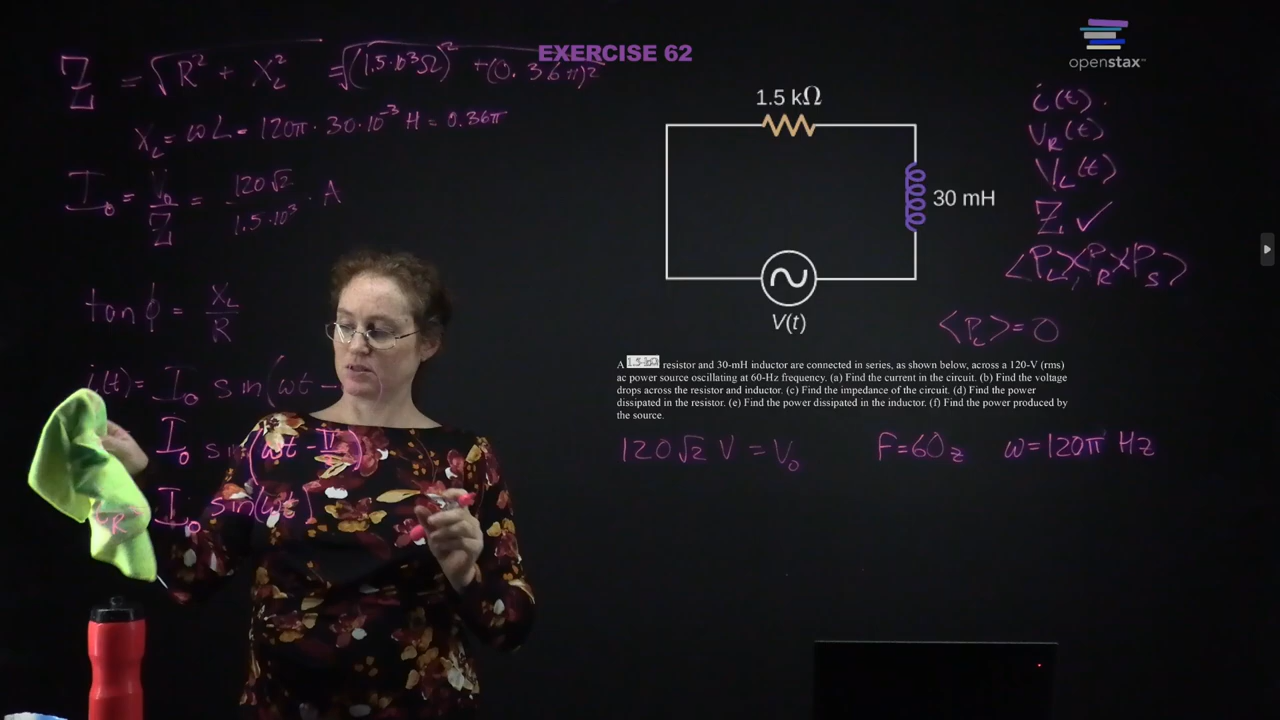 EXERCISE 62
openstax™
Z = √R² + X_L² = √(1.5·10³Ω)² + (0.36π)²
X_L = ωL = 120π · 30·10⁻³ H = 0.36π
I₀ = V₀/Z = 120√2/1.5·10³ · A
tan ϕ = X_L/R
i(t) = I₀ sin(ωt −
I₀ sin(ωt − π/2)
I₀ sin(ωt)
R
1.5 kΩ
30 mH
V(t)
i(t).
V_R(t)
V_L(t)
Z ✓
<P_L>,<P_R><P_S>
<P_L> = 0
A 1.5-kΩ resistor and 30-mH inductor are connected in series, as shown below, across a 120-V (rms)
ac power source oscillating at 60-Hz frequency. (a) Find the current in the circuit. (b) Find the voltage
drops across the resistor and inductor. (c) Find the impedance of the circuit. (d) Find the power
dissipated in the resistor. (e) Find the power dissipated in the inductor. (f) Find the power produced by
the source.
120√2 V = V₀ F=60z ω=120π Hz